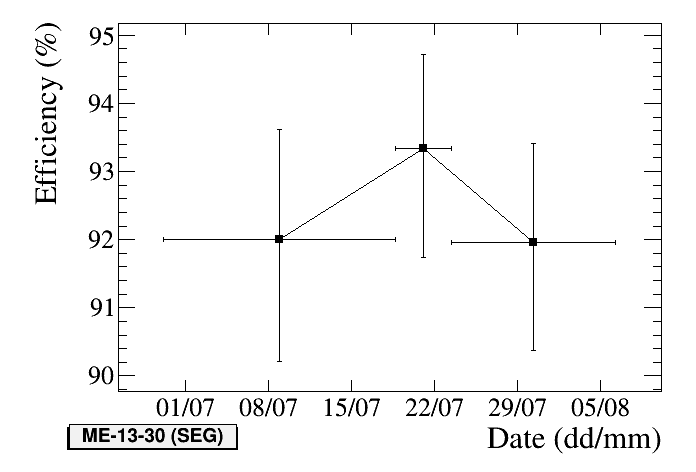 Efficiency (%)
95
94
93
92
91
90
01/07 08/07 15/07 22/07 29/07 05/08
ME-13-30 (SEG)
Date (dd/mm)